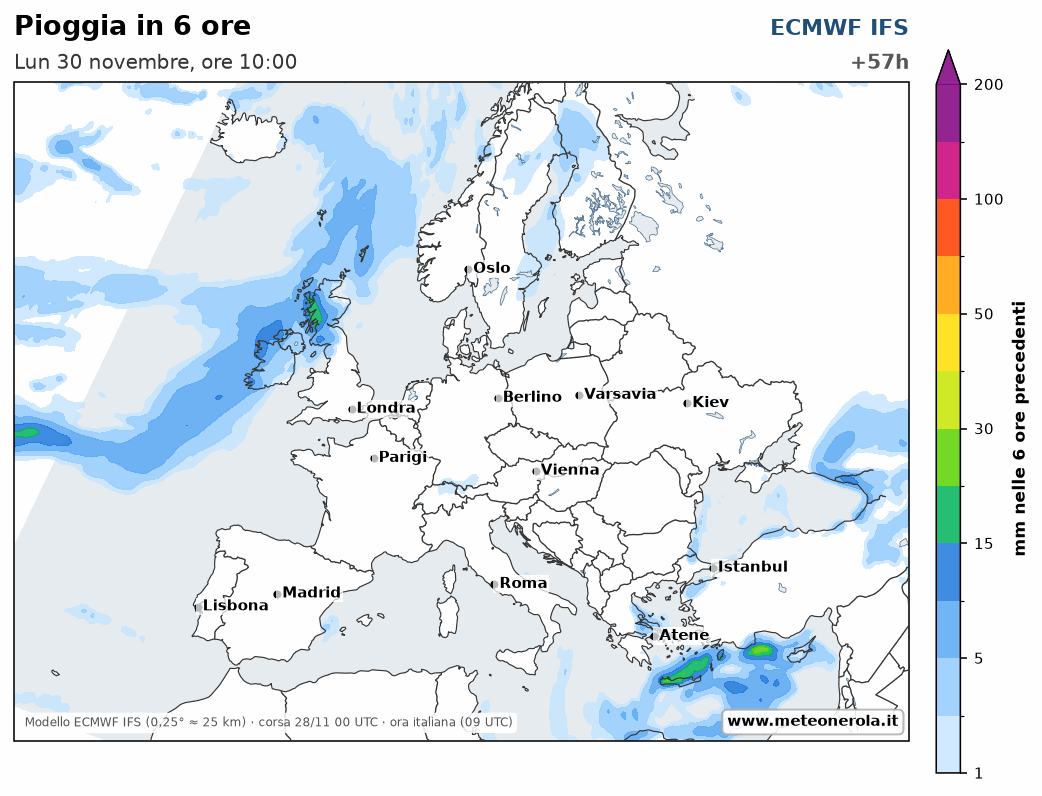 Pioggia in 6 ore
ECMWF IFS
Lun 30 novembre, ore 10:00
+57h
200
100
50
30
15
5
1
mm nelle 6 ore precedenti
Oslo
Berlino
Varsavia
Kiev
Londra
Parigi
Vienna
Istanbul
Roma
Madrid
Lisbona
Atene
Modello ECMWF IFS (0,25° ≈ 25 km) · corsa 28/11 00 UTC · ora italiana (09 UTC)
www.meteonerola.it